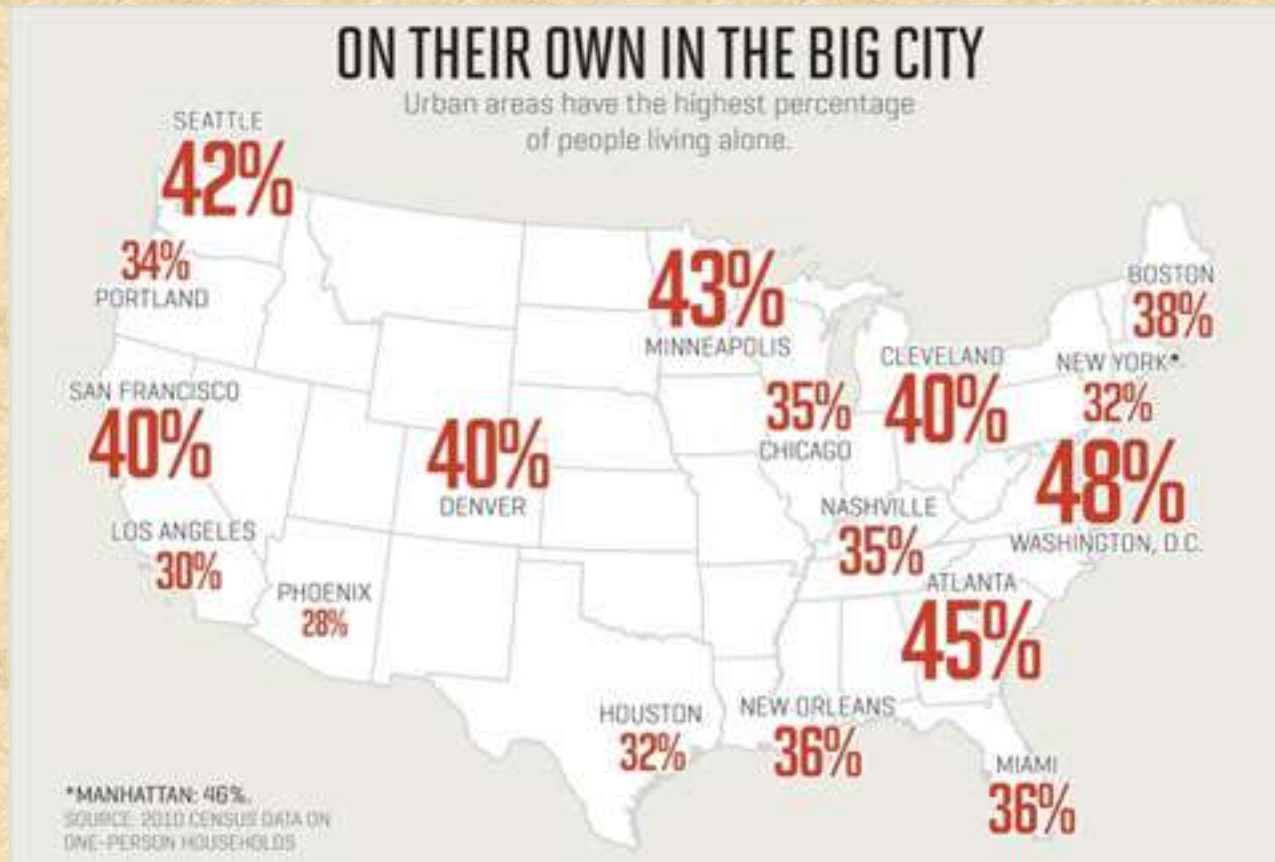 ON THEIR OWN IN THE BIG CITY
Urban areas have the highest percentage
of people living alone.
SEATTLE
42%
34%
PORTLAND
SAN FRANCISCO
40%
LOS ANGELES
30%
PHOENIX
28%
40%
DENVER
43%
MINNEAPOLIS
35%
CHICAGO
CLEVELAND
40%
BOSTON
38%
NEW YORK*
32%
48%
WASHINGTON, D.C.
NASHVILLE
35%
ATLANTA
45%
HOUSTON
32%
NEW ORLEANS
36%
MIAMI
36%
*MANHATTAN: 46%.
SOURCE: 2010 CENSUS DATA ON
ONE-PERSON HOUSEHOLDS